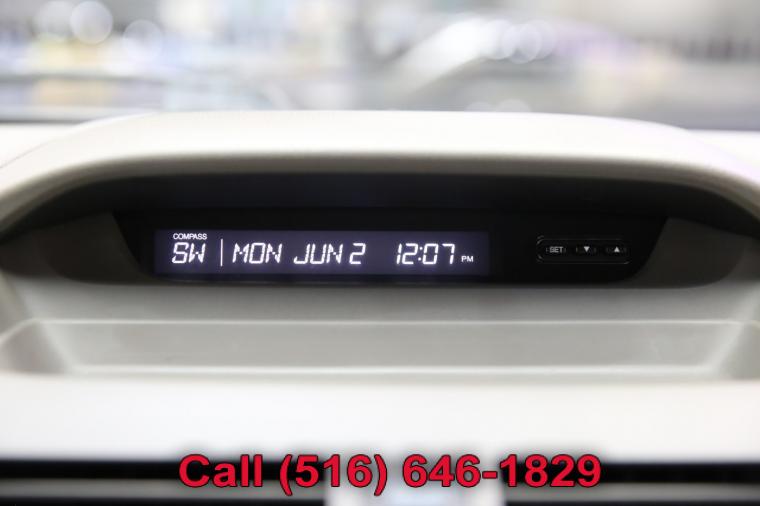 COMPASS
SW | MON JUN 2 12:07 PM
SET ▼ ▲
Call (516) 646-1829